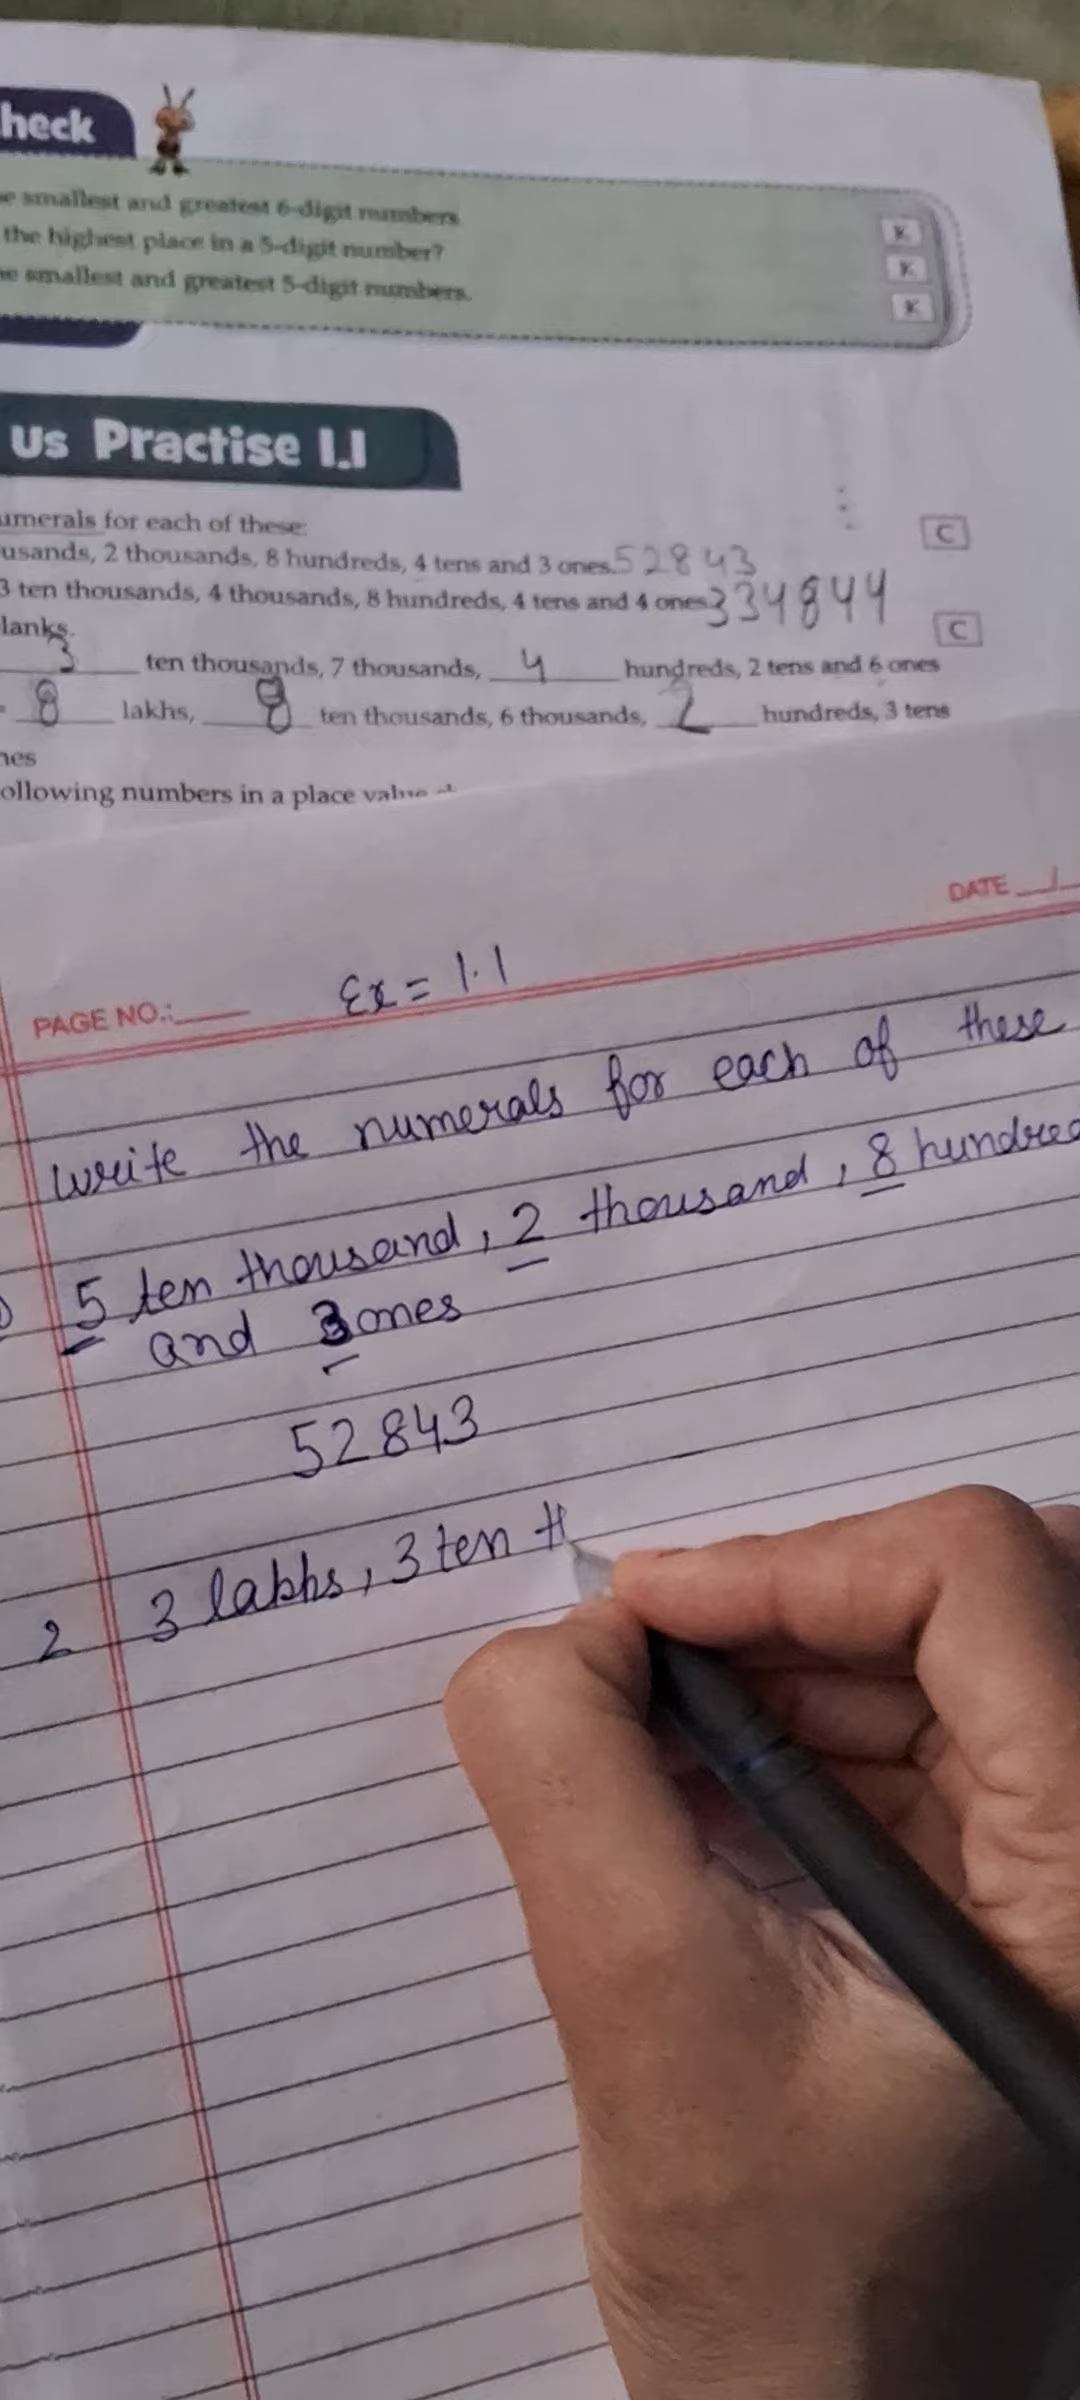 heck
e smallest and greatest 6-digit numbers. K
the highest place in a 5-digit number? K
e smallest and greatest 5-digit numbers. K
Us Practise 1.1
umerals for each of these: C
usands, 2 thousands, 8 hundreds, 4 tens and 3 ones. 52843
3 ten thousands, 4 thousands, 8 hundreds, 4 tens and 4 ones 334844
lanks. C
3 ten thousands, 7 thousands, 4 hundreds, 2 tens and 6 ones
8 lakhs, 8 ten thousands, 6 thousands, 2 hundreds, 3 tens
nes
ollowing numbers in a place value
DATE
PAGE NO.: Ex = 1.1
write the numerals for each of these
5 ten thousand, 2 thousand, 8 hundred
and 3 ones
52843
2 3 lakhs, 3 ten th